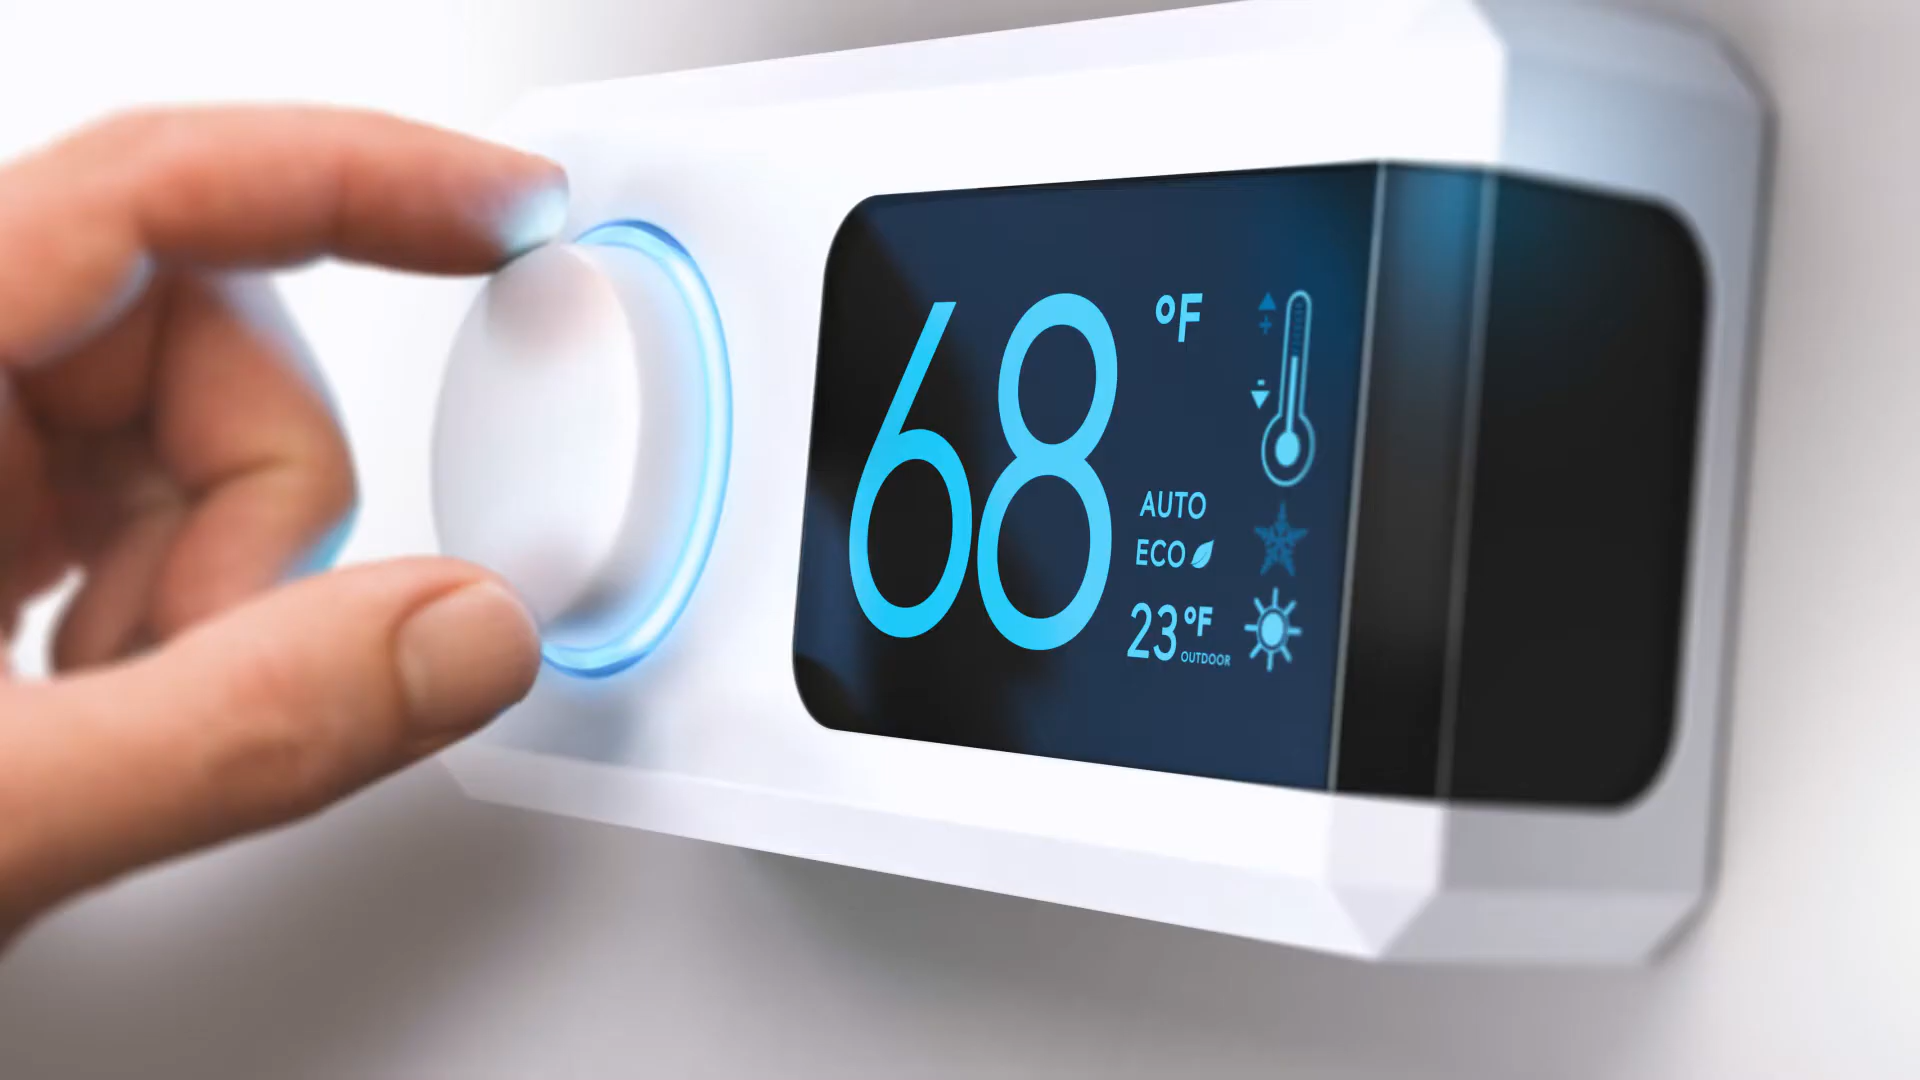 68 °F
AUTO
ECO
23 °F
OUTDOOR